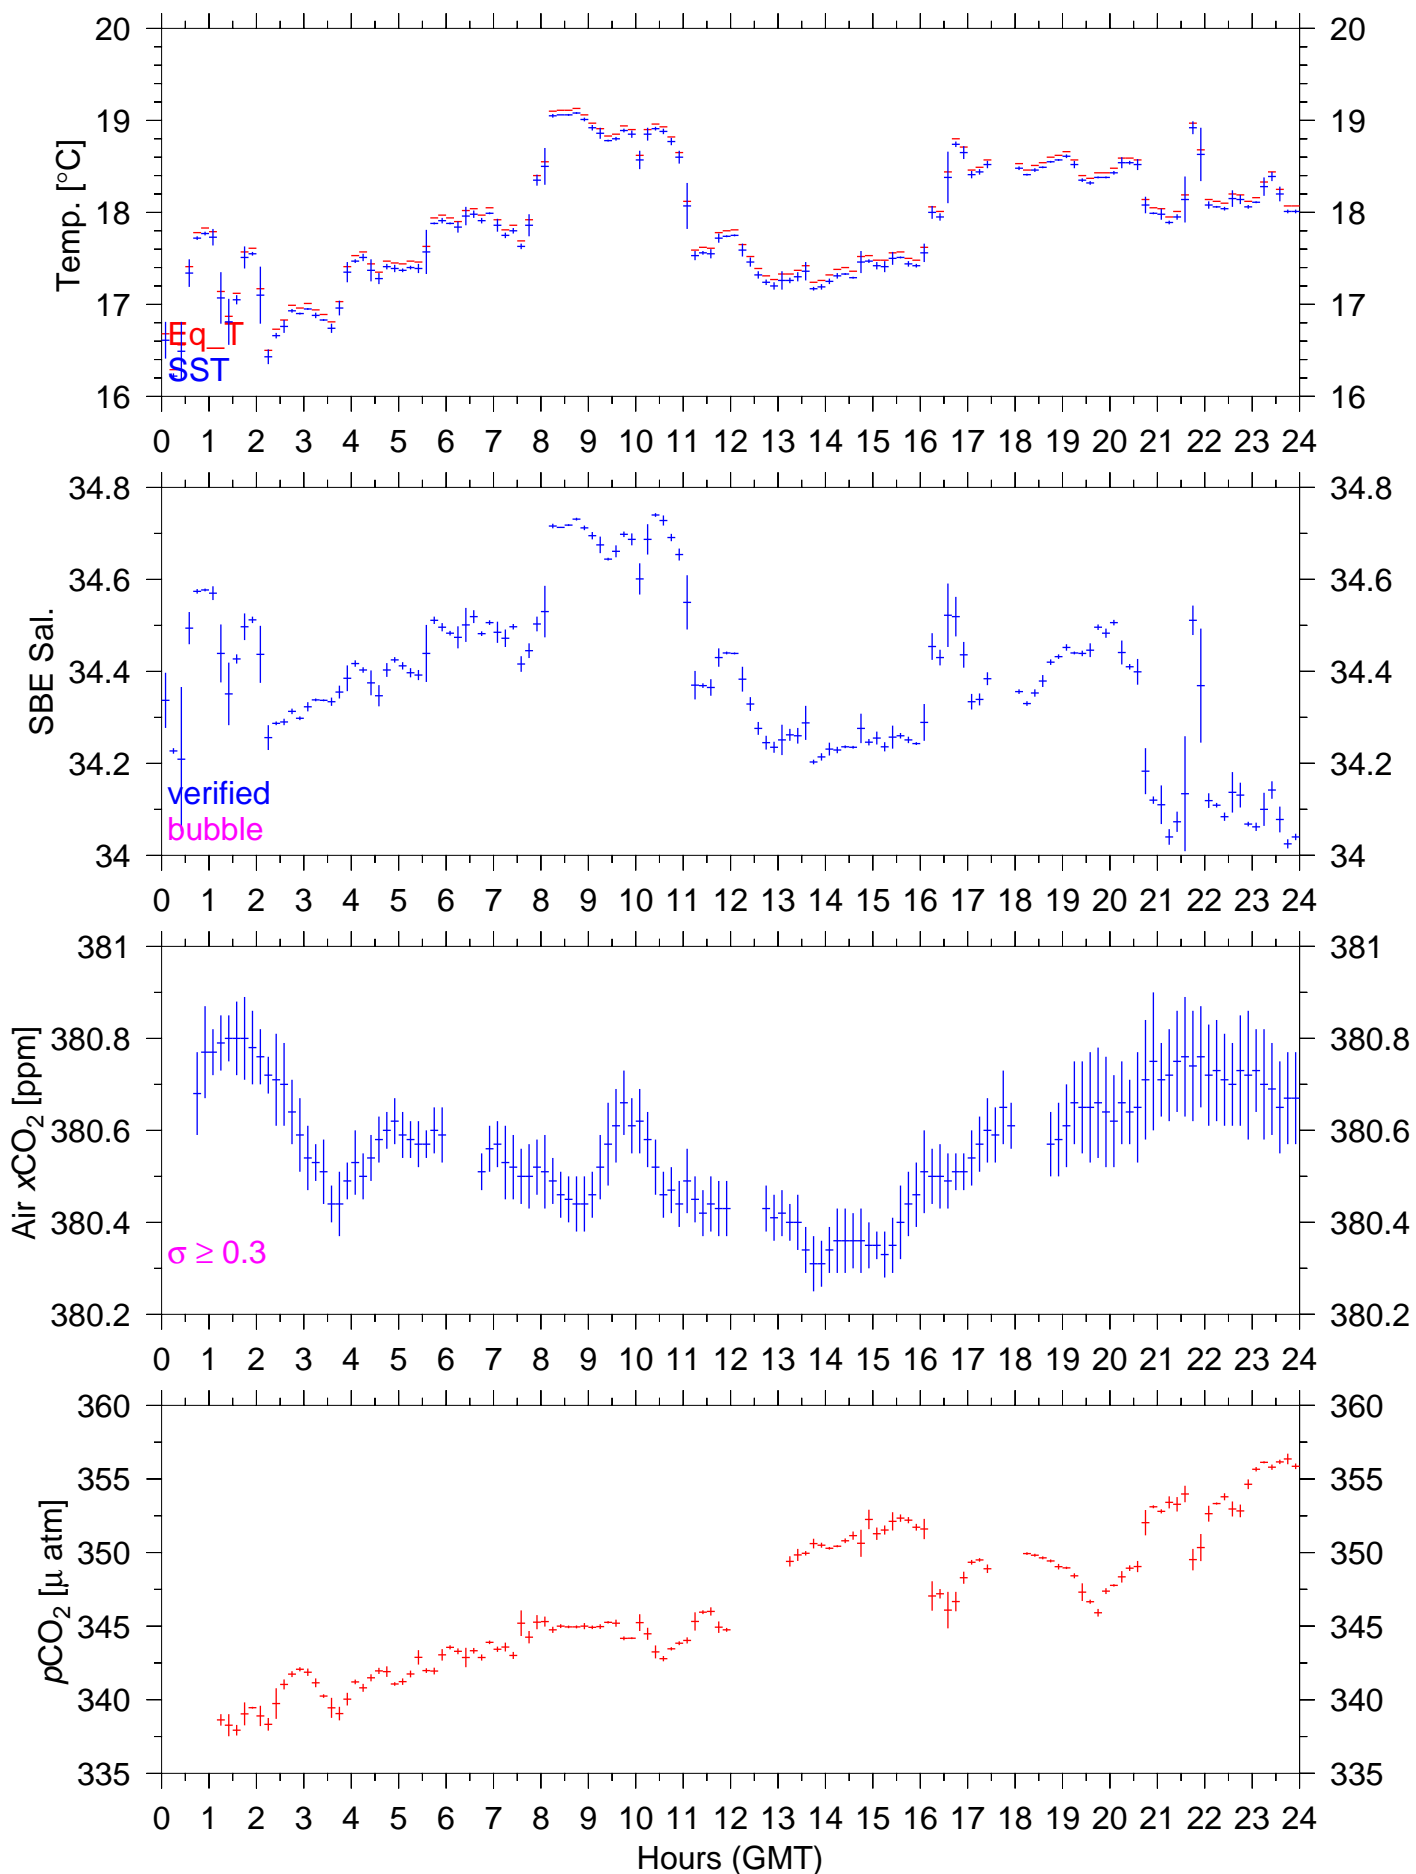 20 20
19 19
18 18
17 17
16 16
Temp. [°C]
Eq_T
SST
0 1 2 3 4 5 6 7 8 9 10 11 12 13 14 15 16 17 18 19 20 21 22 23 24
34.8 34.8
34.6 34.6
34.4 34.4
34.2 34.2
34 34
SBE Sal.
verified
bubble
0 1 2 3 4 5 6 7 8 9 10 11 12 13 14 15 16 17 18 19 20 21 22 23 24
381 381
380.8 380.8
380.6 380.6
380.4 380.4
380.2 380.2
Air xCO₂ [ppm]
σ ≥ 0.3
0 1 2 3 4 5 6 7 8 9 10 11 12 13 14 15 16 17 18 19 20 21 22 23 24
360 360
355 355
350 350
345 345
340 340
335 335
pCO₂ [μ atm]
0 1 2 3 4 5 6 7 8 9 10 11 12 13 14 15 16 17 18 19 20 21 22 23 24
Hours (GMT)